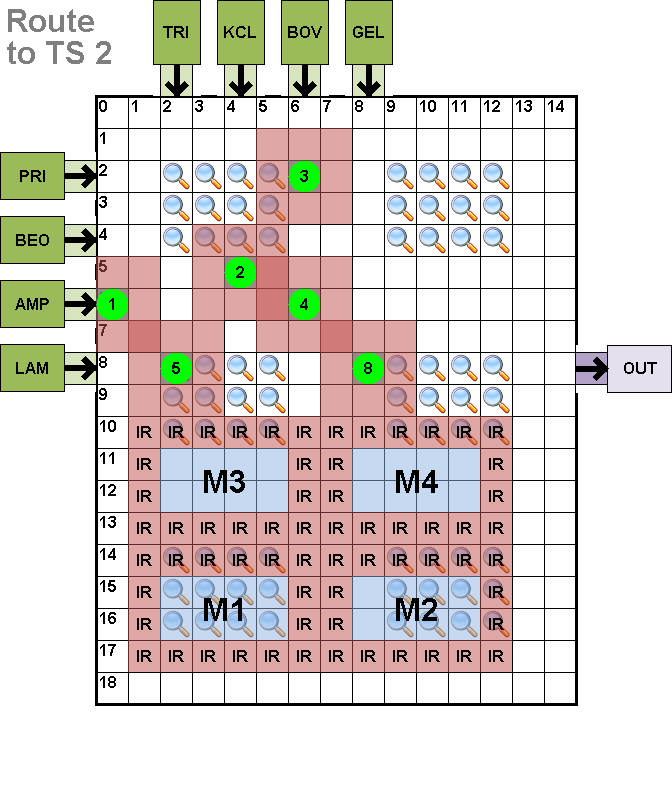 Route
to TS 2
TRI KCL BOV GEL
0 1 2 3 4 5 6 7 8 9 10 11 12 13 14
1
PRI 2 3
3
BEO 4
5 2
AMP 1 4
7
LAM 8 5 8 OUT
9
10 IR IR IR IR IR IR IR IR IR IR IR IR
11 IR M3 IR IR M4 IR
12 IR IR IR IR
13 IR IR IR IR IR IR IR IR IR IR IR IR
14 IR IR IR IR IR IR IR IR IR IR IR IR
15 IR M1 IR IR M2 IR
16 IR IR IR IR
17 IR IR IR IR IR IR IR IR IR IR IR IR
18